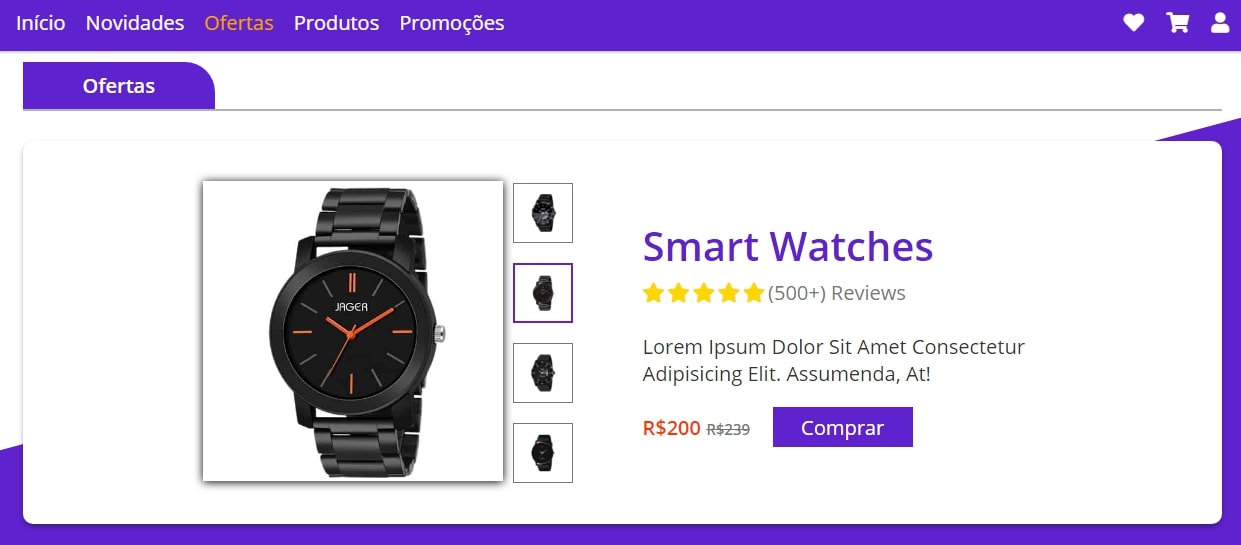 Início Novidades Ofertas Produtos Promoções
Ofertas
JAGER
Smart Watches
(500+) Reviews
Lorem Ipsum Dolor Sit Amet Consectetur
Adipisicing Elit. Assumenda, At!
R$200 R$239 Comprar